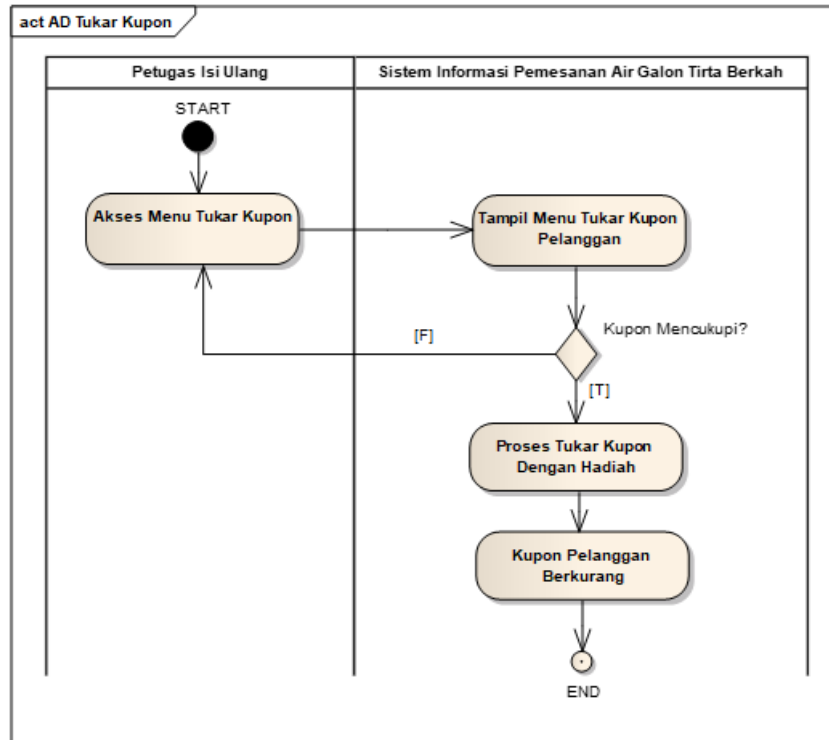 act AD Tukar Kupon
Petugas Isi Ulang
Sistem Informasi Pemesanan Air Galon Tirta Berkah
START
Akses Menu Tukar Kupon
Tampil Menu Tukar Kupon
Pelanggan
Kupon Mencukupi?
[F]
[T]
Proses Tukar Kupon
Dengan Hadiah
Kupon Pelanggan
Berkurang
END